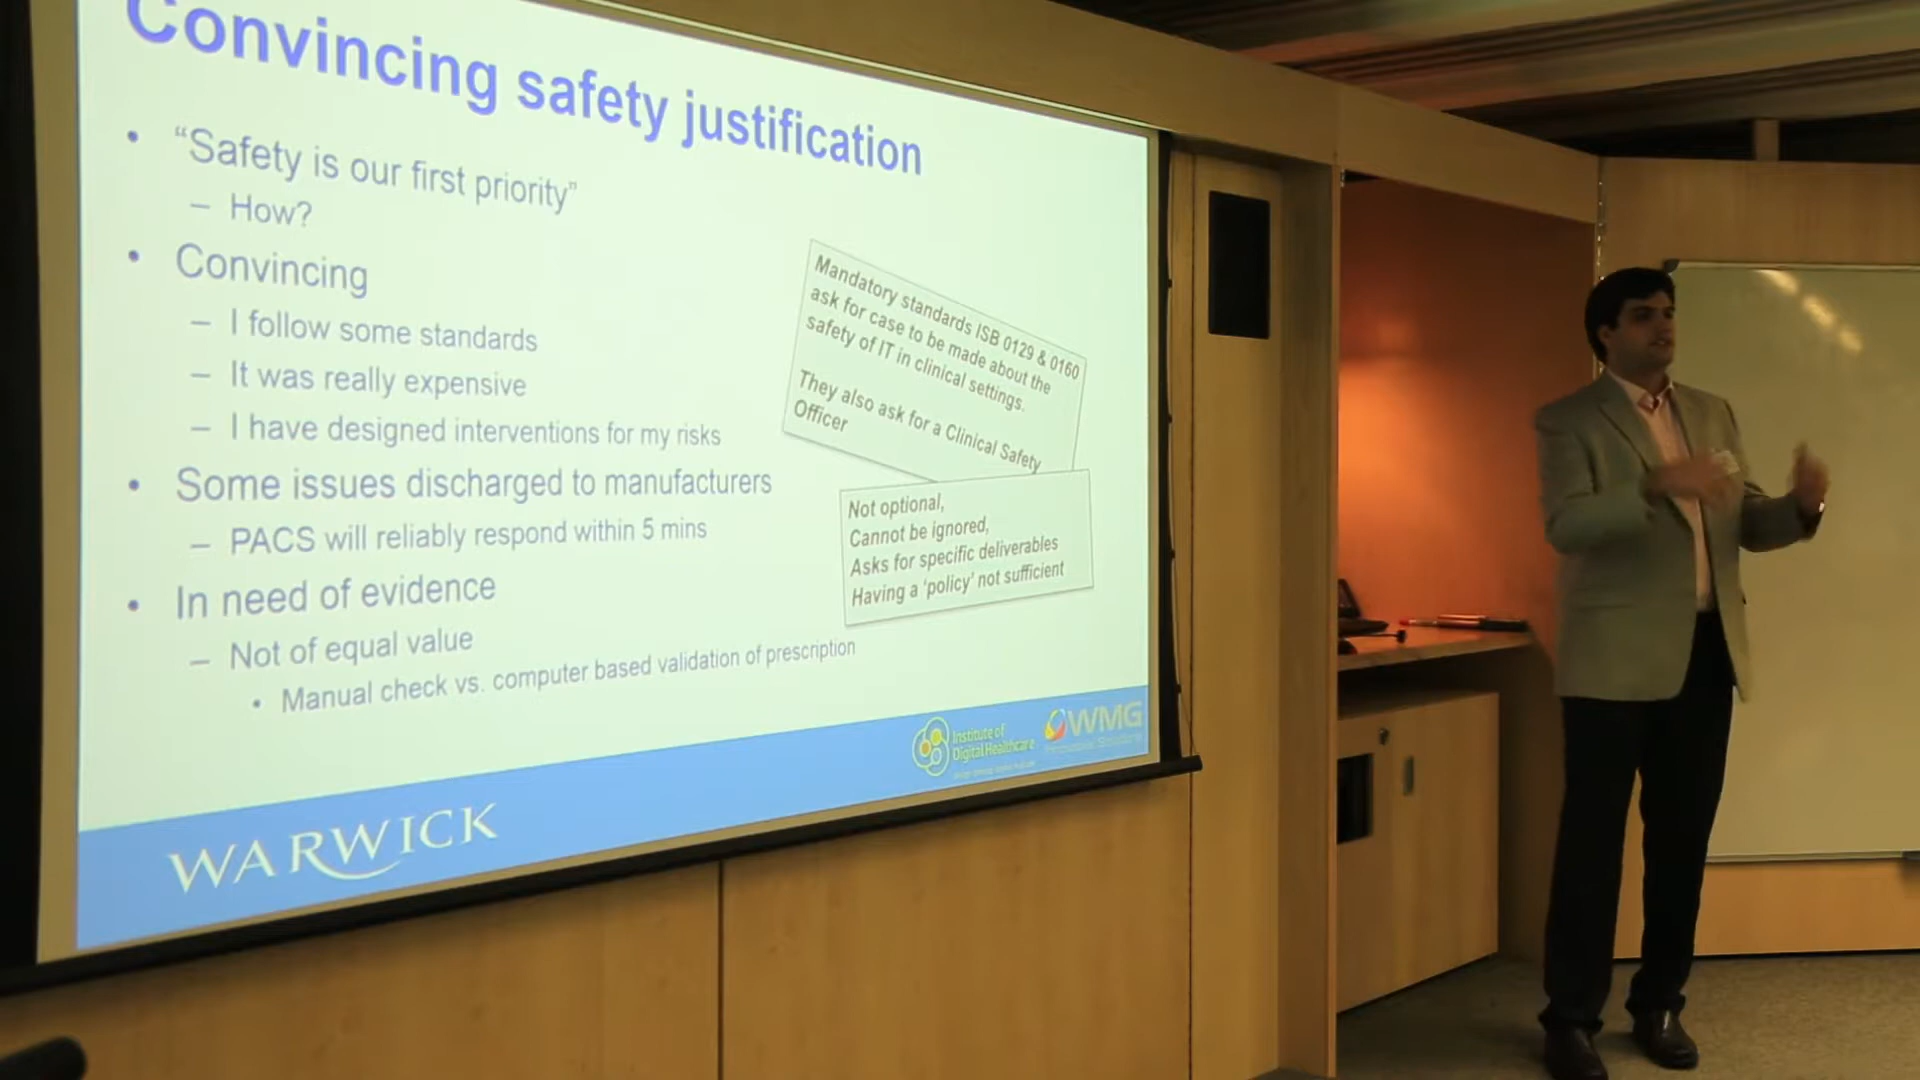 Convincing safety justification
• “Safety is our first priority”
– How?
• Convincing
– I follow some standards
– It was really expensive
– I have designed interventions for my risks
• Some issues discharged to manufacturers
– PACS will reliably respond within 5 mins
• In need of evidence
– Not of equal value
• Manual check vs. computer based validation of prescription
Mandatory standards ISB 0129 & 0160
ask for case to be made about the
safety of IT in clinical settings.
They also ask for a Clinical Safety
Officer
Not optional,
Cannot be ignored,
Asks for specific deliverables
Having a ‘policy’ not sufficient
WARWICK
Institute of
Digital Healthcare
WMG